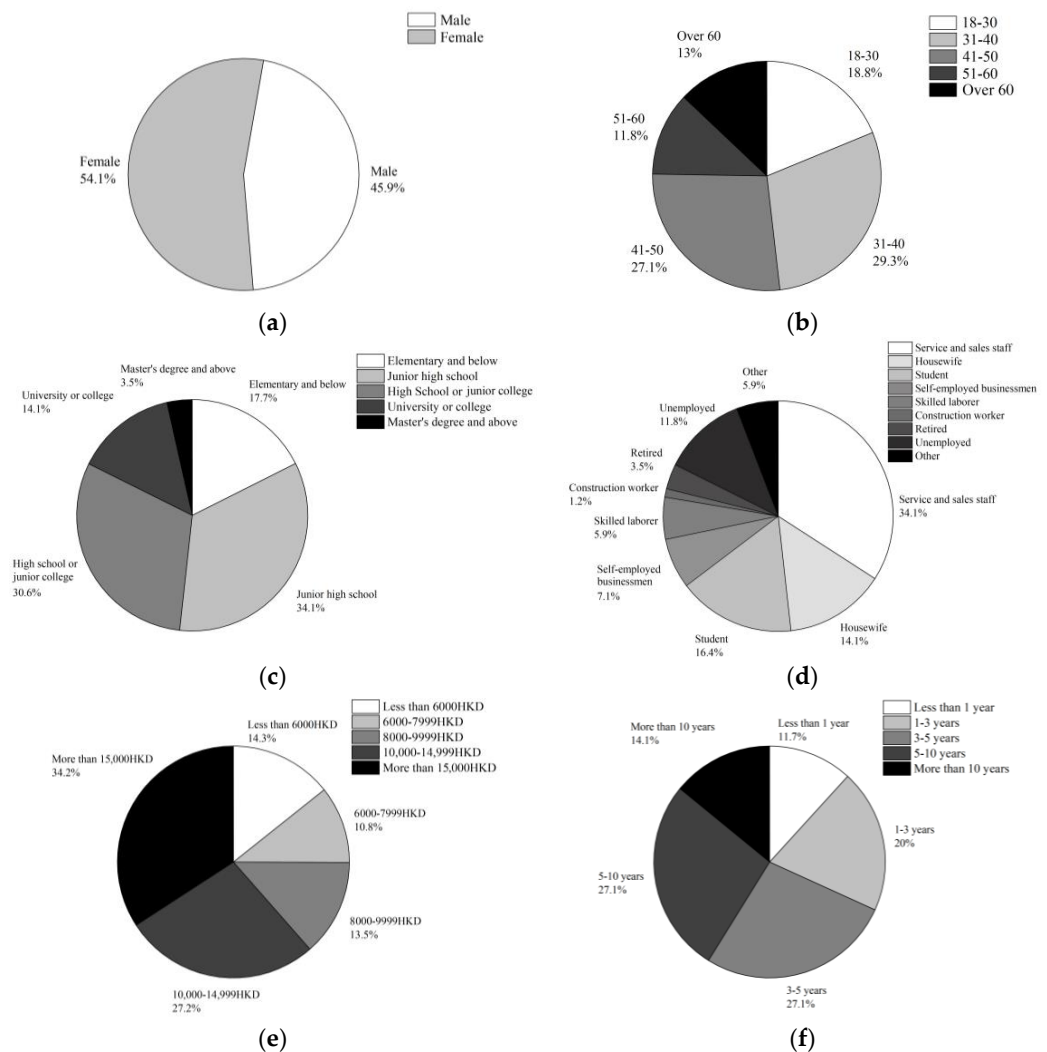 Male
Female
Female
54.1%
Male
45.9%
(a)
18-30
31-40
41-50
51-60
Over 60
Over 60
13%
18-30
18.8%
51-60
11.8%
41-50
27.1%
31-40
29.3%
(b)
Elementary and below
Junior high school
High School or junior college
University or college
Master's degree and above
Master's degree and above
3.5%
Elementary and below
17.7%
University or college
14.1%
High school or
junior college
30.6%
Junior high school
34.1%
(c)
Service and sales staff
Housewife
Student
Self-employed businessmen
Skilled laborer
Construction worker
Retired
Unemployed
Other
Other
5.9%
Unemployed
11.8%
Retired
3.5%
Construction worker
1.2%
Skilled laborer
5.9%
Self-employed
businessmen
7.1%
Student
16.4%
Housewife
14.1%
Service and sales staff
34.1%
(d)
Less than 6000HKD
6000-7999HKD
8000-9999HKD
10,000-14,999HKD
More than 15,000HKD
Less than 6000HKD
14.3%
More than 15,000HKD
34.2%
6000-7999HKD
10.8%
8000-9999HKD
13.5%
10,000-14,999HKD
27.2%
(e)
Less than 1 year
1-3 years
3-5 years
5-10 years
More than 10 years
More than 10 years
14.1%
Less than 1 year
11.7%
1-3 years
20%
5-10 years
27.1%
3-5 years
27.1%
(f)